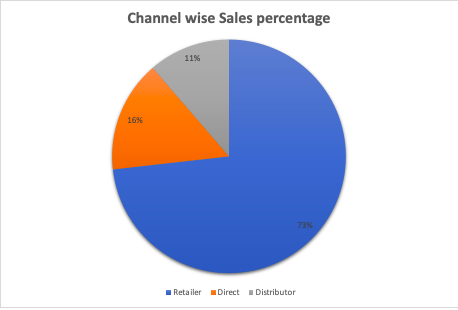 Channel wise Sales percentage
11%
16%
73%
Retailer Direct Distributor